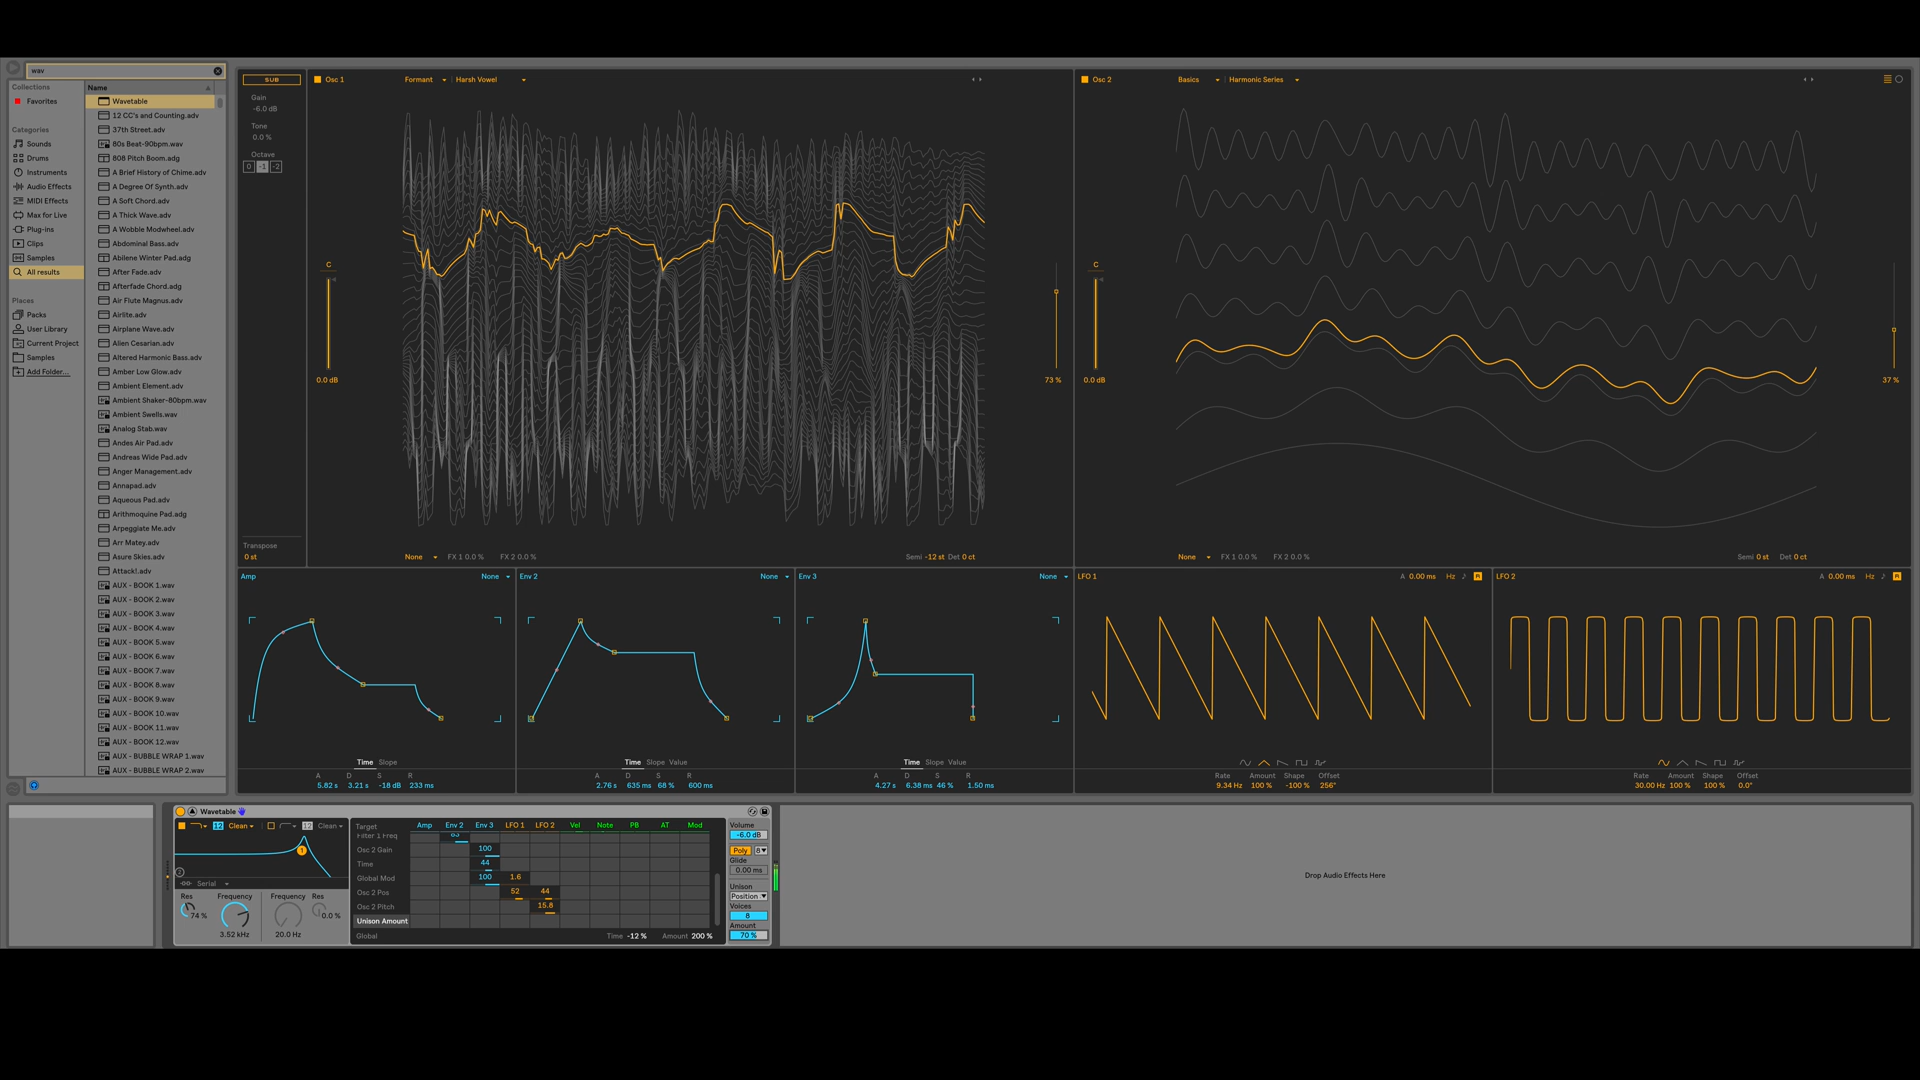 wav
Collections
Favorites
Categories
Sounds
Drums
Instruments
Audio Effects
MIDI Effects
Max for Live
Plug-ins
Clips
Samples
All results
Places
Packs
User Library
Current Project
Samples
Add Folder...
Name
Wavetable
12 CC's and Counting.adv
37th Street.adv
80s Beat-90bpm.wav
808 Pitch Boom.adg
A Brief History of Chime.adv
A Degree Of Synth.adv
A Soft Chord.adv
A Thick Wave.adv
A Wobble Modwheel.adv
Abdominal Bass.adv
Abilene Winter Pad.adg
After Fade.adv
Afterfade Chord.adg
Air Flute Magnus.adv
Airlite.adv
Airplane Wave.adv
Alien Cesarian.adv
Altered Harmonic Bass.adv
Amber Low Glow.adv
Ambient Element.adv
Ambient Shaker-80bpm.wav
Ambient Swells.wav
Analog Stab.wav
Andes Air Pad.adv
Andreas Wide Pad.adv
Anger Management.adv
Annapad.adv
Aqueous Pad.adv
Arithmoquine Pad.adg
Arpeggiate Me.adv
Arr Matey.adv
Asure Skies.adv
Attack!.adv
AUX - BOOK 1.wav
AUX - BOOK 2.wav
AUX - BOOK 3.wav
AUX - BOOK 4.wav
AUX - BOOK 5.wav
AUX - BOOK 6.wav
AUX - BOOK 7.wav
AUX - BOOK 8.wav
AUX - BOOK 9.wav
AUX - BOOK 10.wav
AUX - BOOK 11.wav
AUX - BOOK 12.wav
AUX - BUBBLE WRAP 1.wav
AUX - BUBBLE WRAP 2.wav
SUB
Gain
-6.0 dB
Tone
0.0 %
Octave
0 -1 -2
Transpose
0 st
Osc 1 Formant Harsh Vowel
C
0.0 dB
73 %
None FX 1 0.0 % FX 2 0.0 % Semi -12 st Det 0 ct
Osc 2 Basics Harmonic Series
C
0.0 dB
37 %
None FX 1 0.0 % FX 2 0.0 % Semi 0 st Det 0 ct
Amp None
Time Slope
A D S R
5.82 s 3.21 s -18 dB 233 ms
Env 2 None
Time Slope Value
A D S R
2.76 s 635 ms 68 % 600 ms
Env 3 None
Time Slope Value
A D S R
4.27 s 6.38 ms 46 % 1.50 ms
LFO 1 A 0.00 ms Hz R
Rate Amount Shape Offset
9.34 Hz 100 % -100 % 256°
LFO 2 A 0.00 ms Hz R
Rate Amount Shape Offset
30.00 Hz 100 % 100 % 0.0°
Wavetable
12 Clean 12 Clean
1
2
Serial
Res Frequency Frequency Res
74 % 0.0 %
3.52 kHz 20.0 Hz
Target Amp Env 2 Env 3 LFO 1 LFO 2 Vel Note PB AT Mod
Filter 1 Freq
Osc 2 Gain 100
Time 44
Global Mod 100 1.6
Osc 2 Pos 52 44
Osc 2 Pitch 15.8
Unison Amount
Global Time -12 % Amount 200 %
Volume
-6.0 dB
Poly 8
Glide
0.00 ms
Unison
Position
Voices
8
Amount
70 %
Drop Audio Effects Here